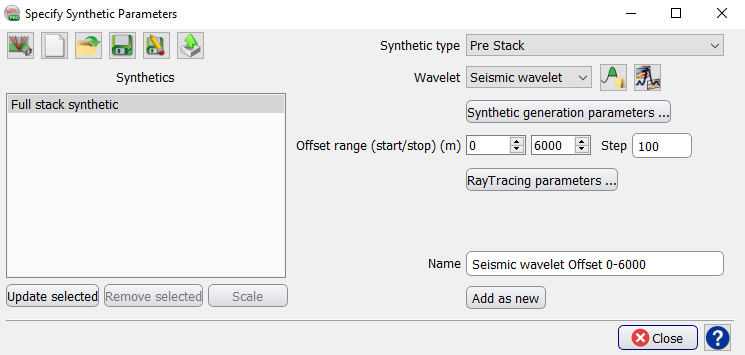 Specify Synthetic Parameters
Synthetics
Full stack synthetic
Update selected
Remove selected
Scale
Synthetic type
Pre Stack
Wavelet
Seismic wavelet
Synthetic generation parameters ...
Offset range (start/stop) (m)
0
6000
Step
100
RayTracing parameters ...
Name
Seismic wavelet Offset 0-6000
Add as new
Close
?